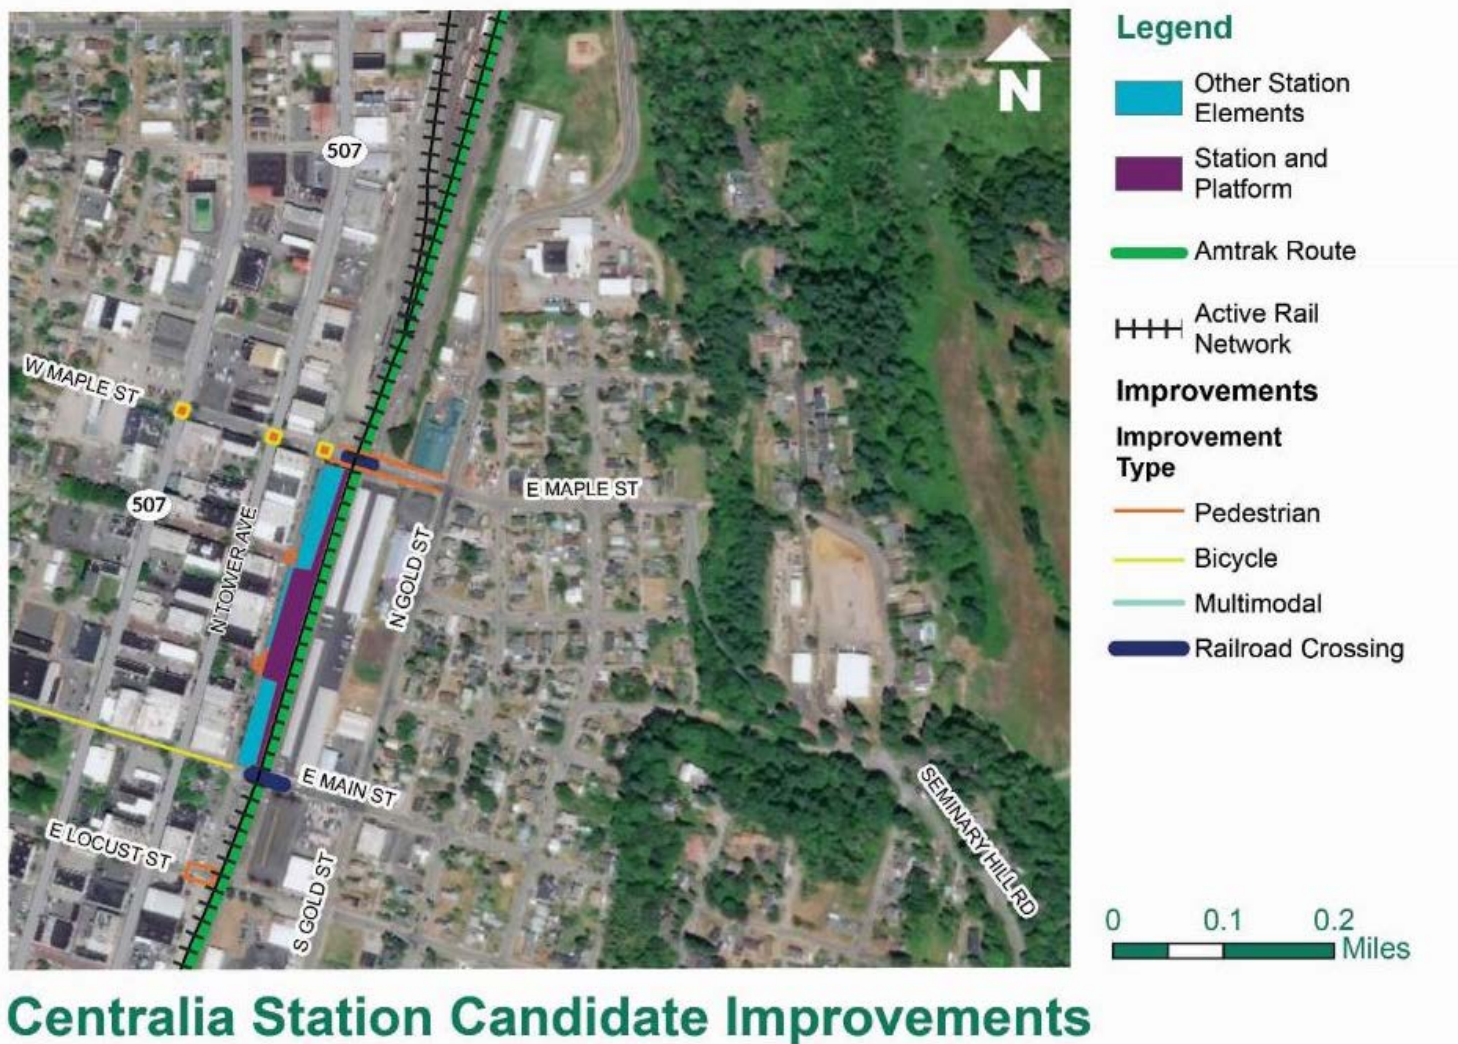 Legend
Other Station
Elements
Station and
Platform
Amtrak Route
Active Rail
Network
Improvements
Improvement
Type
Pedestrian
Bicycle
Multimodal
Railroad Crossing
0 0.1 0.2
Miles
N
507
W MAPLE ST
507
E MAPLE ST
N TOWER AVE
N GOLD ST
E MAIN ST
SEMINARY HILL RD
E LOCUST ST
S GOLD ST
Centralia Station Candidate Improvements